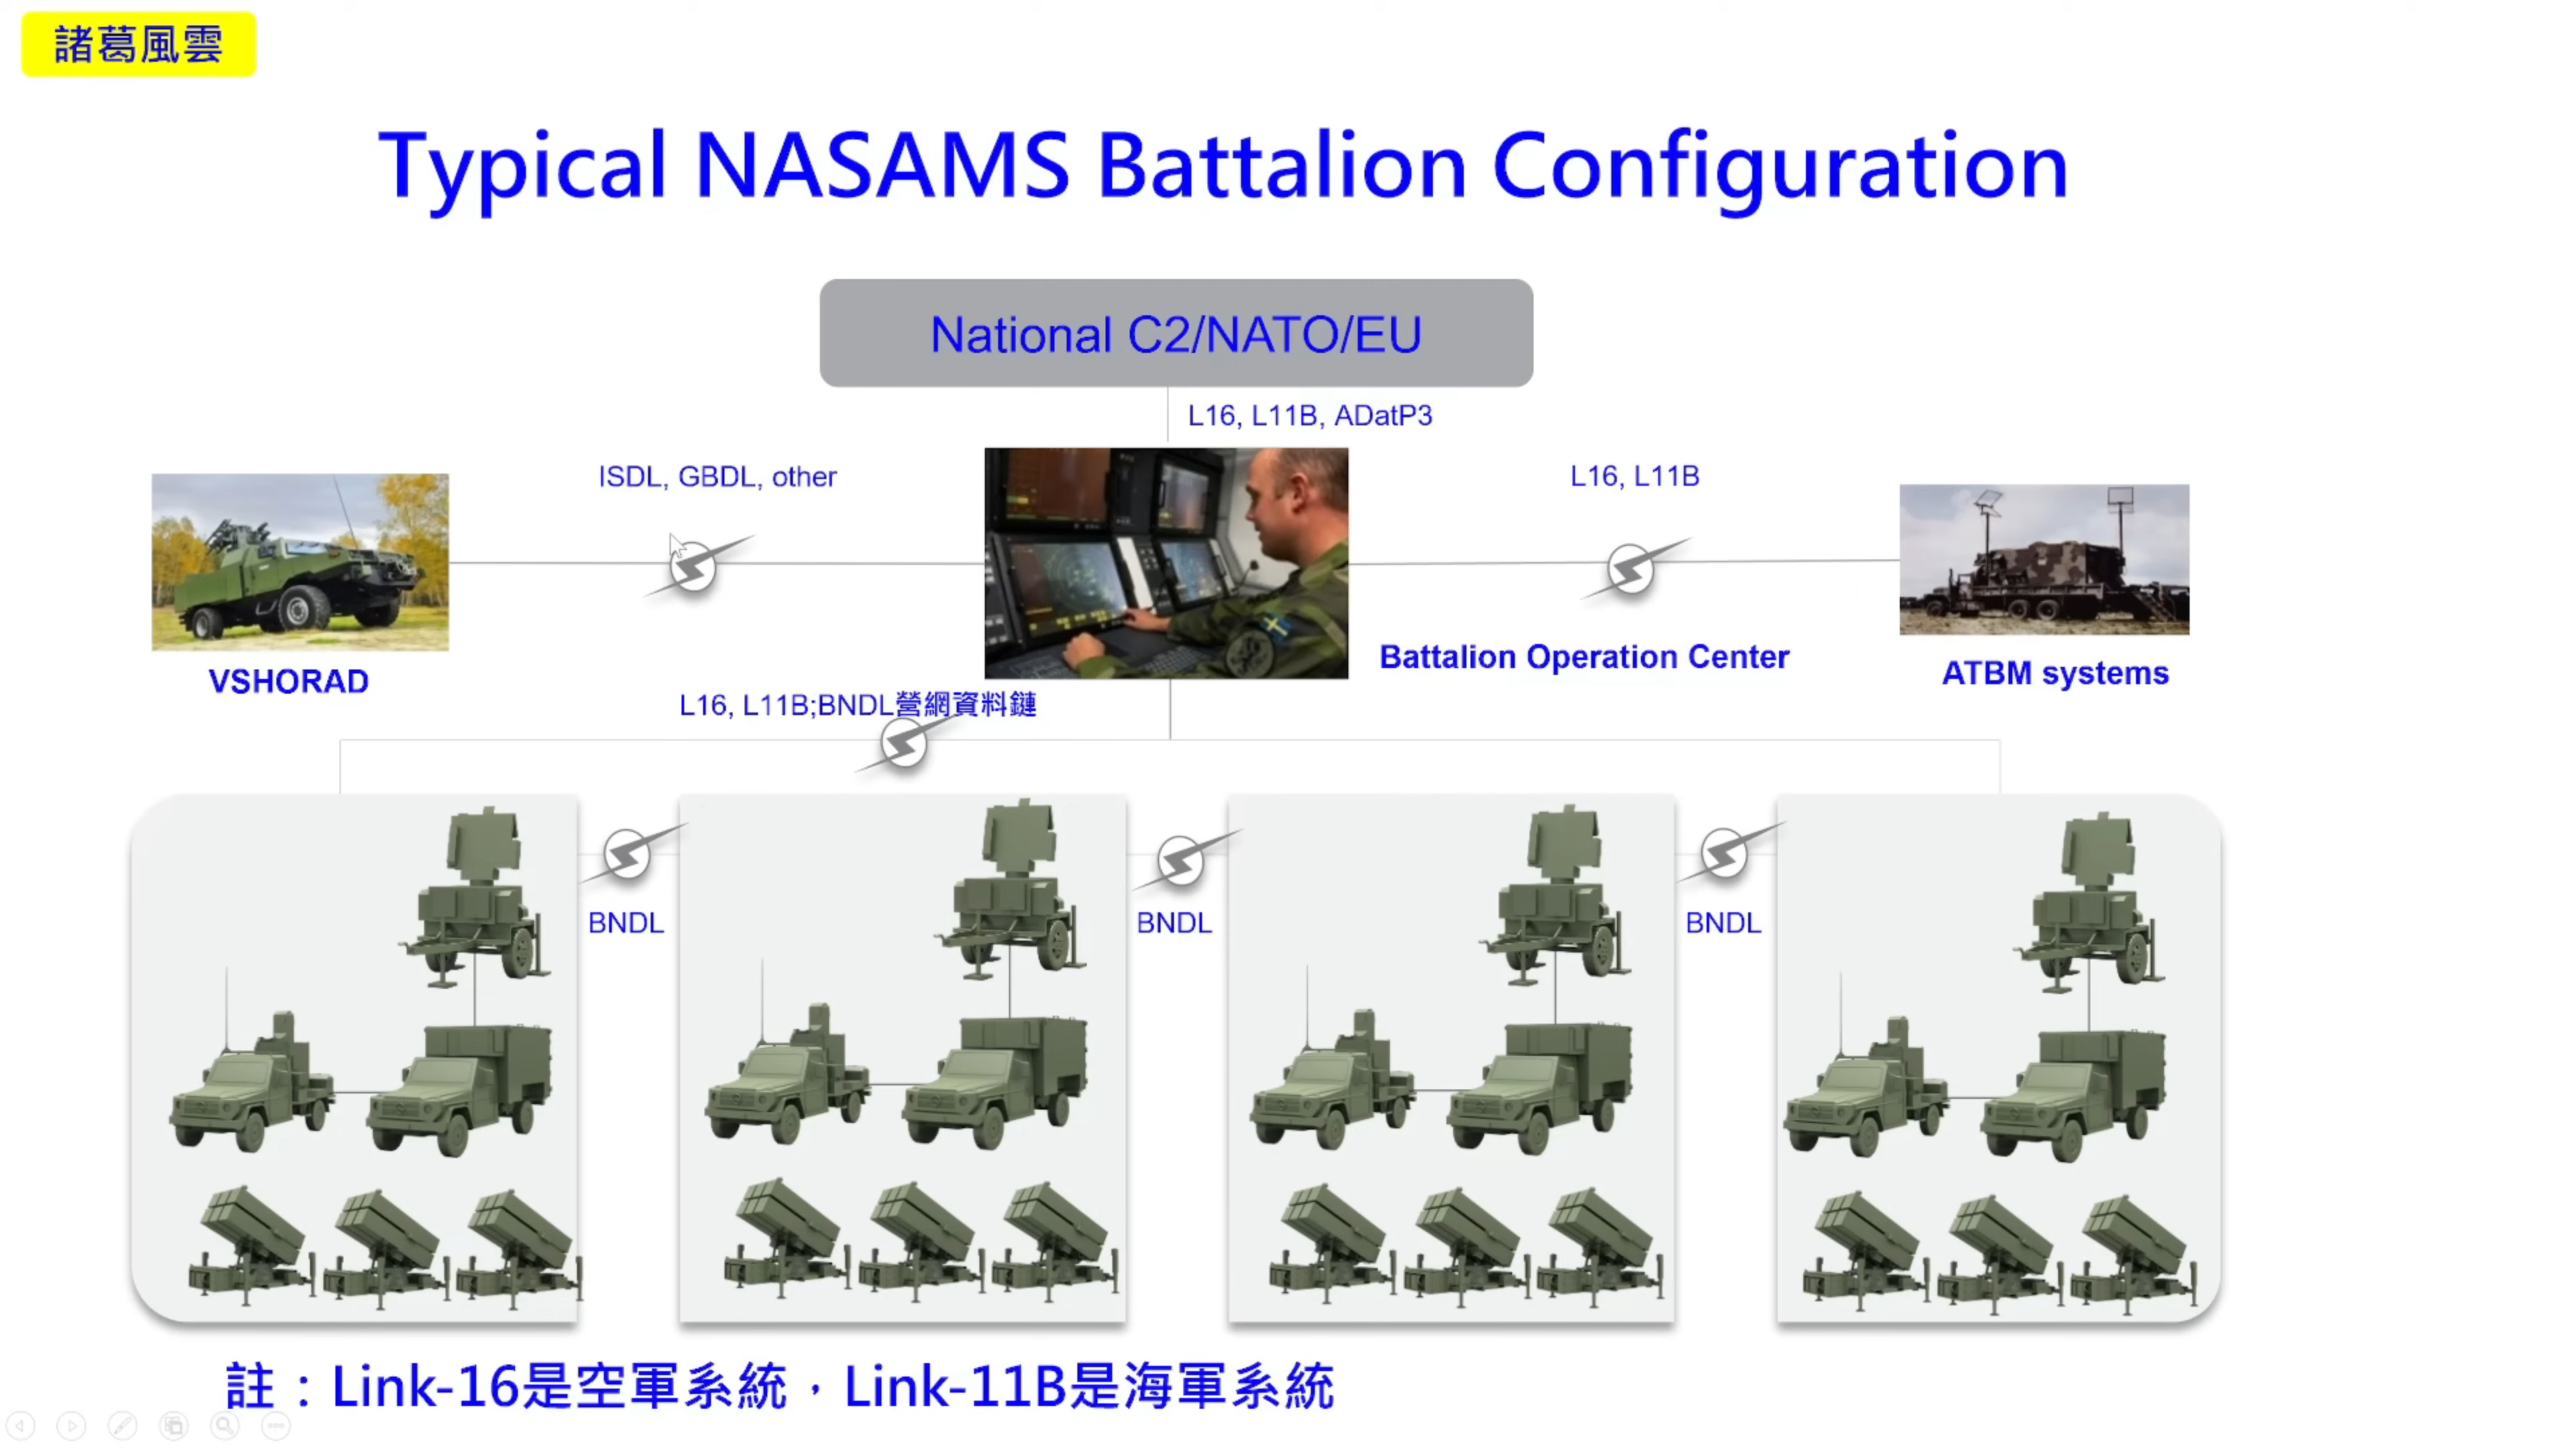 諸葛風雲
Typical NASAMS Battalion Configuration
National C2/NATO/EU
L16, L11B, ADatP3
ISDL, GBDL, other
L16, L11B
VSHORAD
Battalion Operation Center
ATBM systems
L16, L11B;BNDL營網資料鏈
BNDL
BNDL
BNDL
註：Link-16是空軍系統，Link-11B是海軍系統